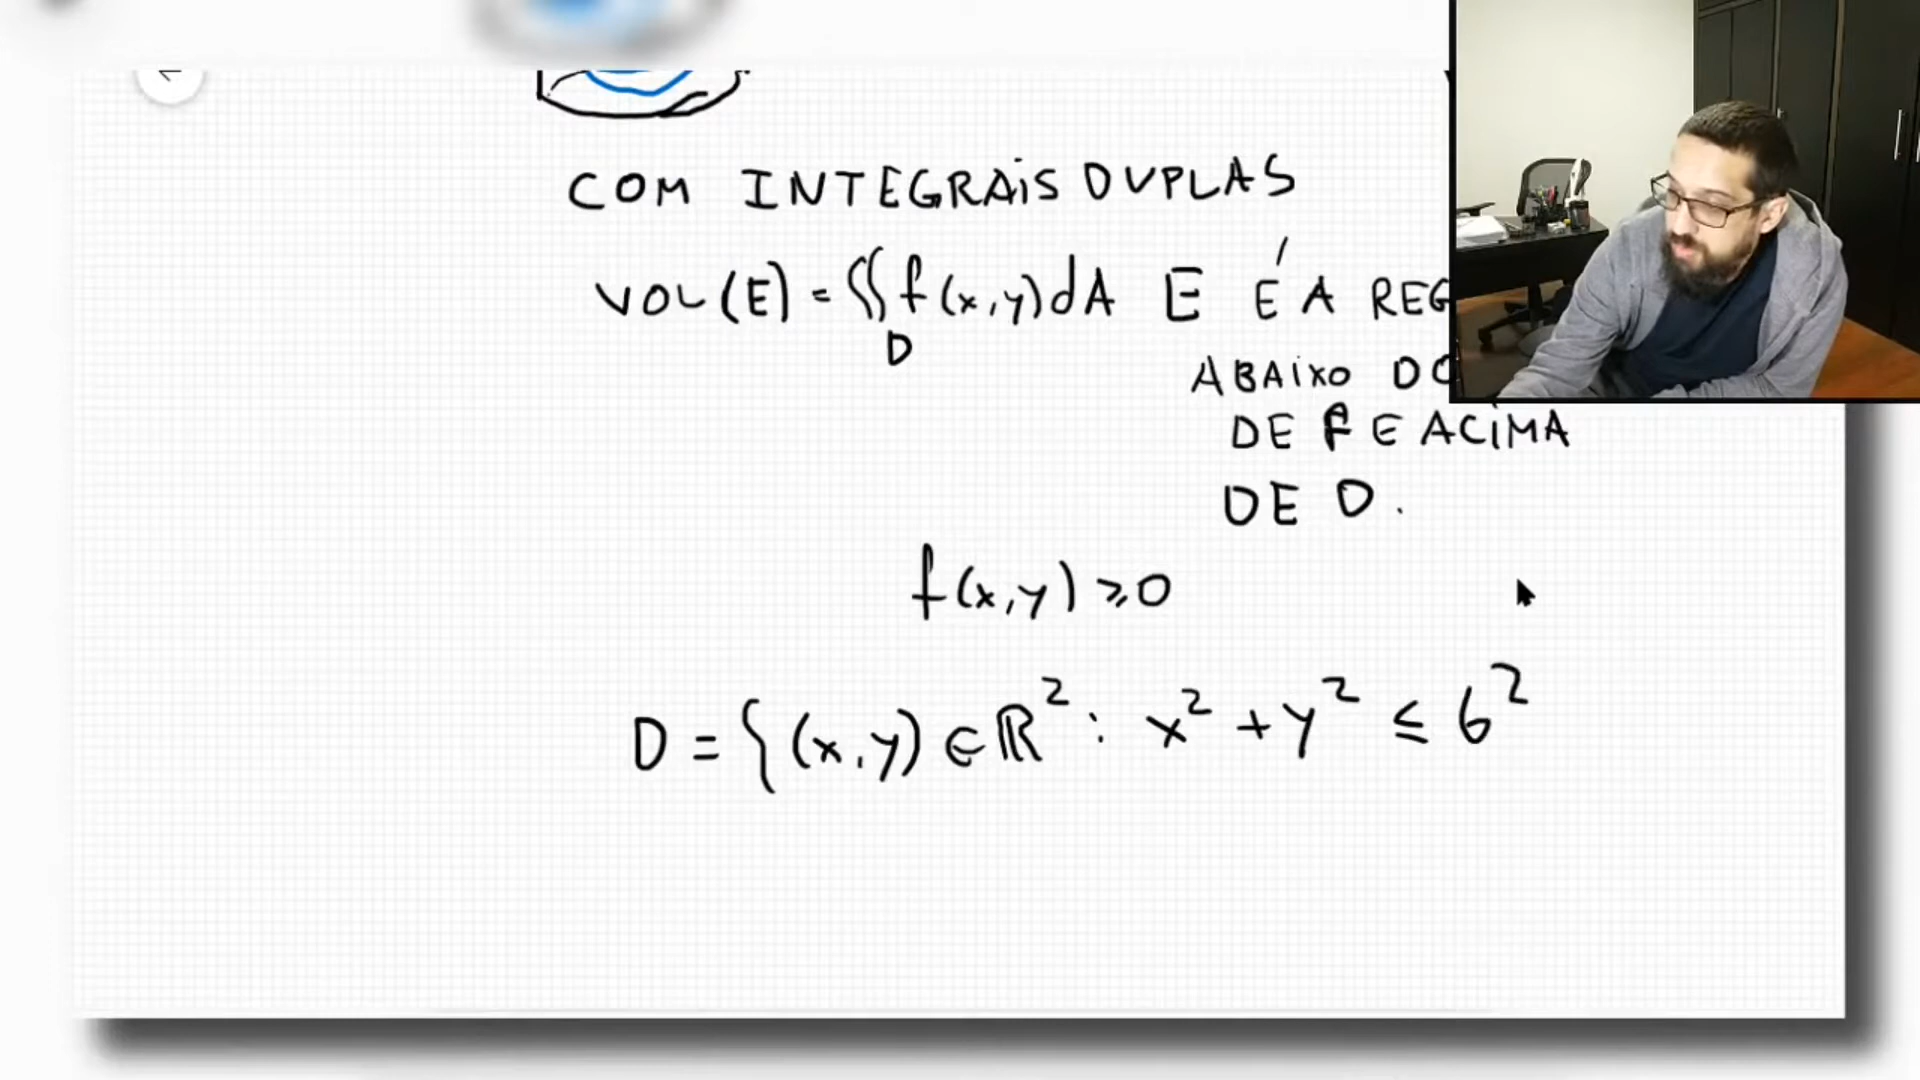 COM INTEGRAIS DUPLAS
VOL(E) = ∬ f(x,y)dA E É A REG
D
ABAIXO DO
DE F E ACIMA
DE D.
f(x,y) ≥ 0
D = {(x,y) ∈ ℝ² : x² + y² ≤ 6²